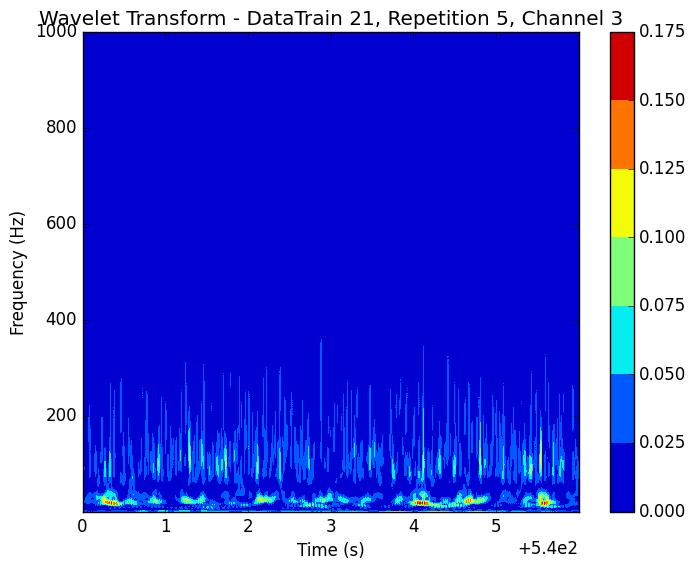 Wavelet Transform - DataTrain 21, Repetition 5, Channel 3
1000
800
600
400
200
Frequency (Hz)
0 1 2 3 4 5
Time (s)
+5.4e2
0.175
0.150
0.125
0.100
0.075
0.050
0.025
0.000